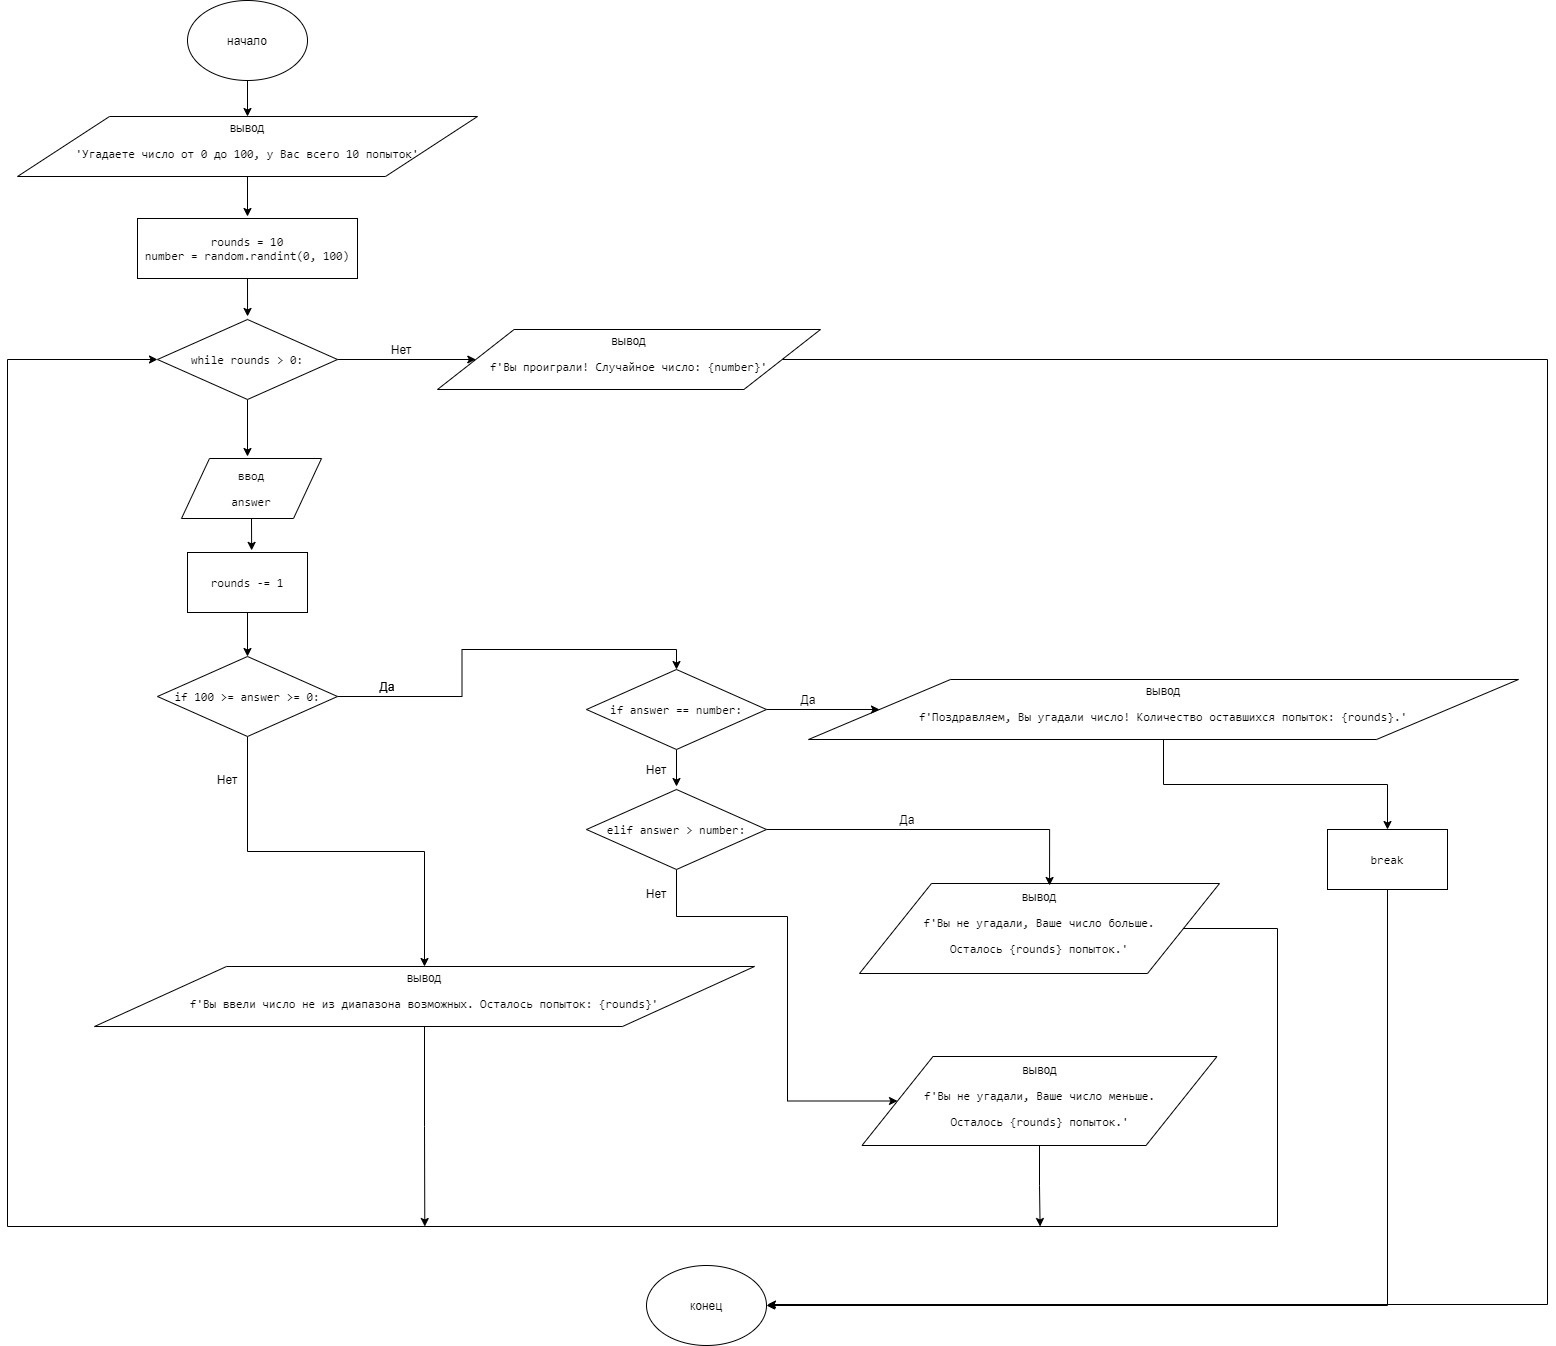 начало
вывод
'Угадаете число от 0 до 100, у Вас всего 10 попыток'
rounds = 10
number = random.randint(0, 100)
while rounds > 0:
Нет
вывод
f'Вы проиграли! Случайное число: {number}'
ввод
answer
rounds -= 1
if 100 >= answer >= 0:
Да
if answer == number:
Да
вывод
f'Поздравляем, Вы угадали число! Количество оставшихся попыток: {rounds}.'
Нет
Нет
elif answer > number:
Да
break
Нет
вывод
f'Вы не угадали, Ваше число больше.
Осталось {rounds} попыток.'
вывод
f'Вы ввели число не из диапазона возможных. Осталось попыток: {rounds}'
вывод
f'Вы не угадали, Ваше число меньше.
Осталось {rounds} попыток.'
конец